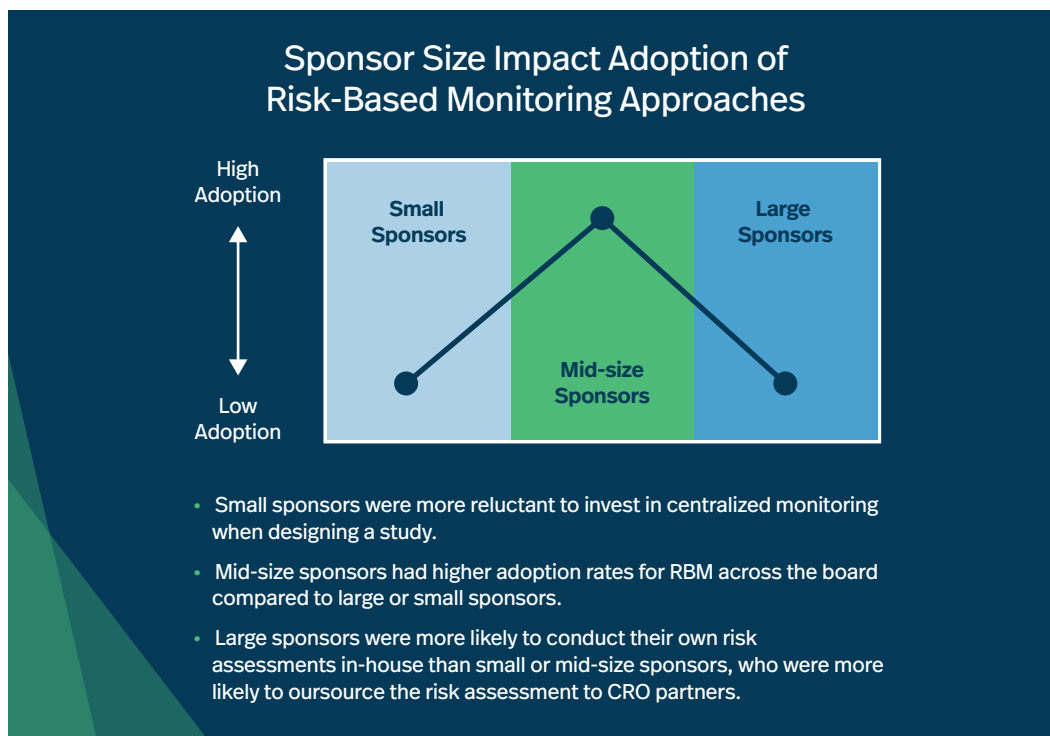 Sponsor Size Impact Adoption of
Risk-Based Monitoring Approaches
High
Adoption
Low
Adoption
Small
Sponsors
Mid-size
Sponsors
Large
Sponsors
• Small sponsors were more reluctant to invest in centralized monitoring
when designing a study.
• Mid-size sponsors had higher adoption rates for RBM across the board
compared to large or small sponsors.
• Large sponsors were more likely to conduct their own risk
assessments in-house than small or mid-size sponsors, who were more
likely to oursource the risk assessment to CRO partners.